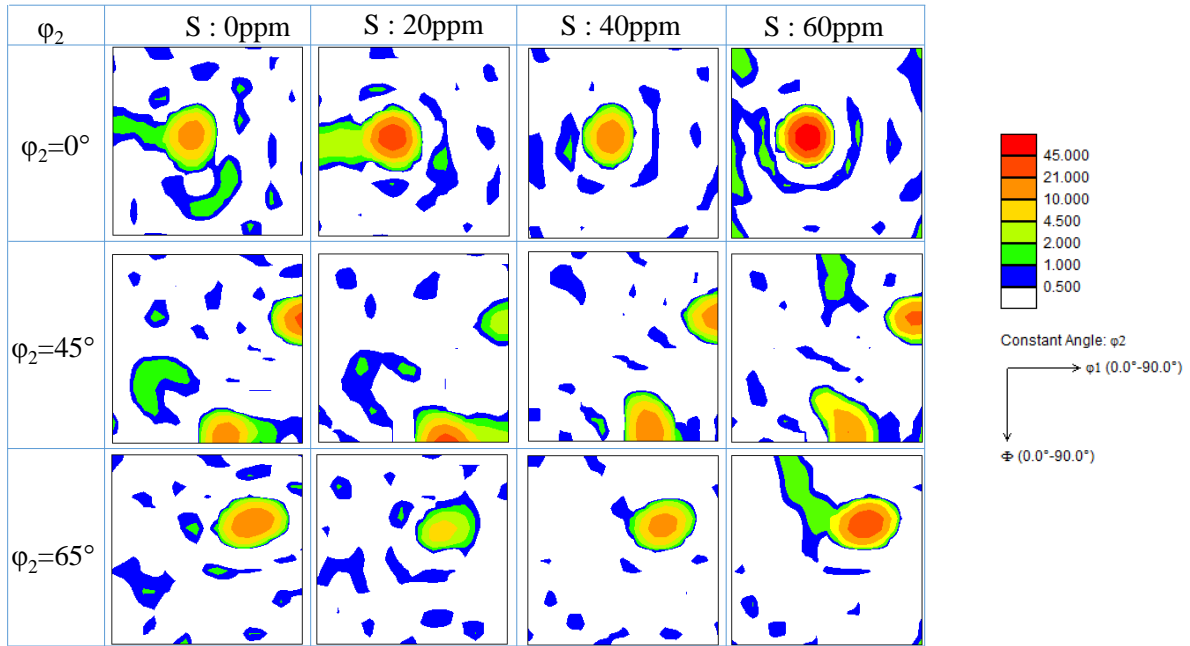 φ₂ S : 0ppm S : 20ppm S : 40ppm S : 60ppm
φ₂=0°
φ₂=45°
φ₂=65°
45.000
21.000
10.000
4.500
2.000
1.000
0.500
Constant Angle: φ2
φ1 (0.0°-90.0°)
Φ (0.0°-90.0°)